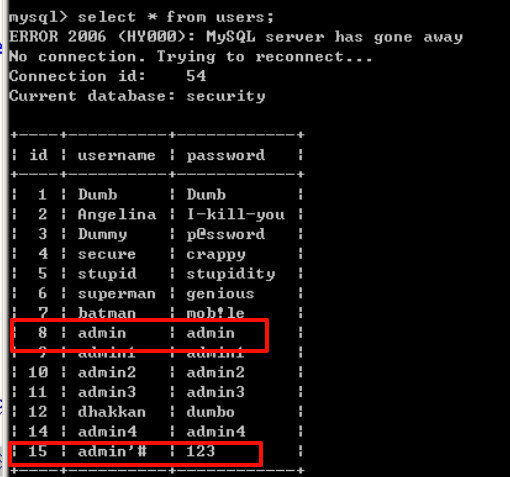 mysql> select * from users;
ERROR 2006 (HY000): MySQL server has gone away
No connection. Trying to reconnect...
Connection id:    54
Current database: security
+----+----------+------------+
| id | username | password   |
+----+----------+------------+
|  1 | Dumb     | Dumb       |
|  2 | Angelina | I-kill-you |
|  3 | Dummy    | p@ssword   |
|  4 | secure   | crappy     |
|  5 | stupid   | stupidity  |
|  6 | superman | genious    |
|  7 | batman   | mob!le     |
|  8 | admin    | admin      |
|  9 | admin1   | admin1     |
| 10 | admin2   | admin2     |
| 11 | admin3   | admin3     |
| 12 | dhakkan  | dumbo      |
| 14 | admin4   | admin4     |
| 15 | admin'#  | 123        |
+----+----------+------------+